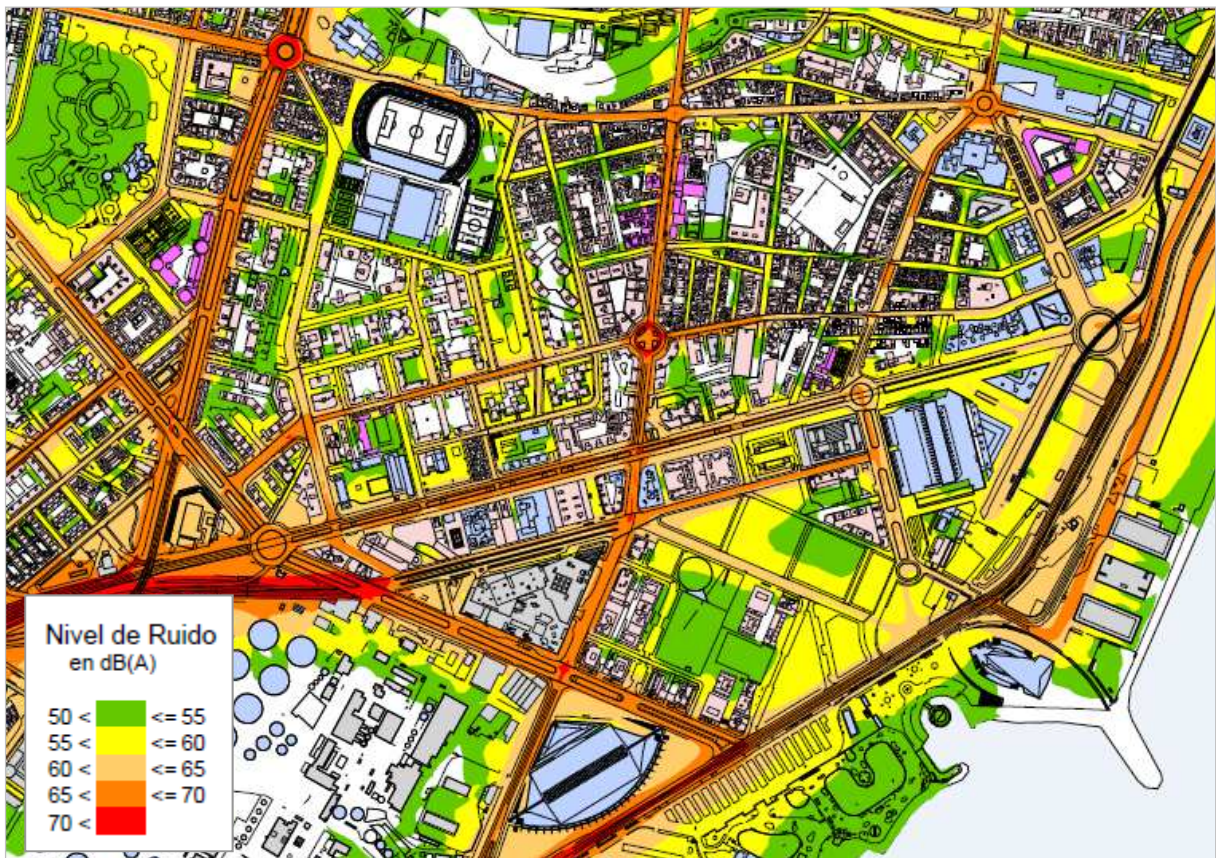 Nivel de Ruido
en dB(A)
50 < <= 55
55 < <= 60
60 < <= 65
65 < <= 70
70 <